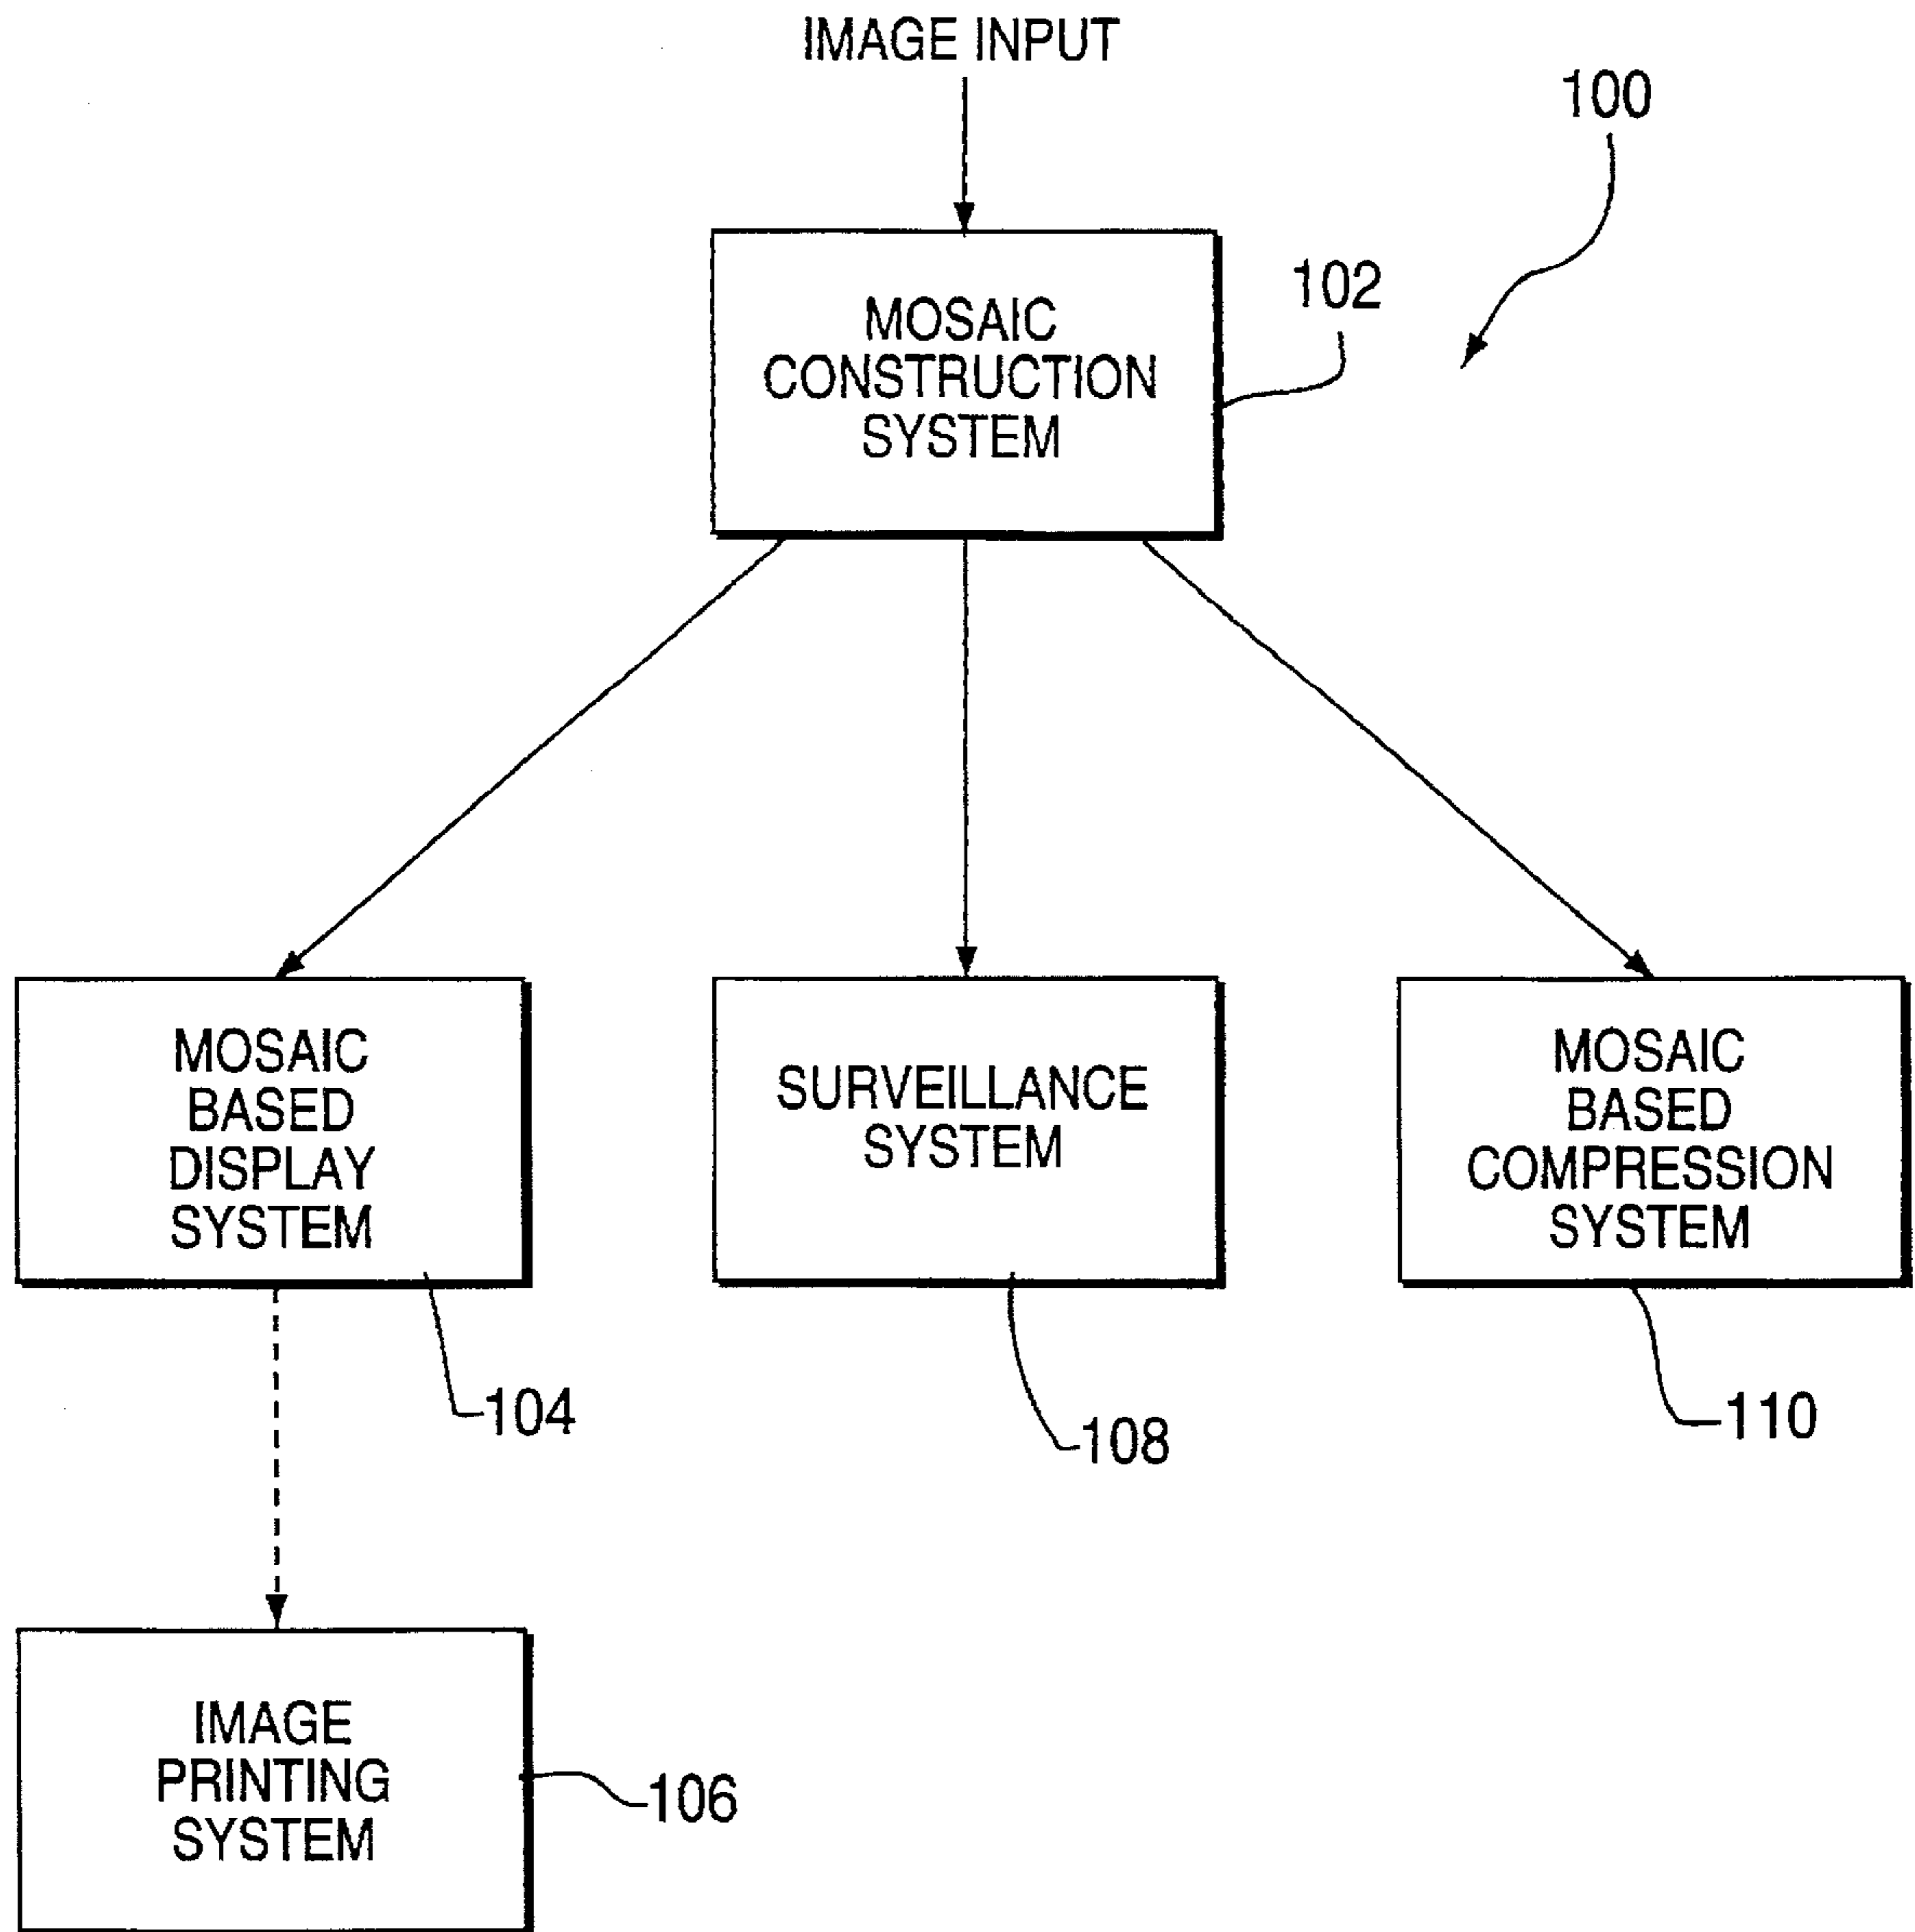 IMAGE INPUT
100
102
MOSAIC
CONSTRUCTION
SYSTEM
MOSAIC
BASED
DISPLAY
SYSTEM
104
SURVEILLANCE
SYSTEM
108
MOSAIC
BASED
COMPRESSION
SYSTEM
110
IMAGE
PRINTING
SYSTEM
106